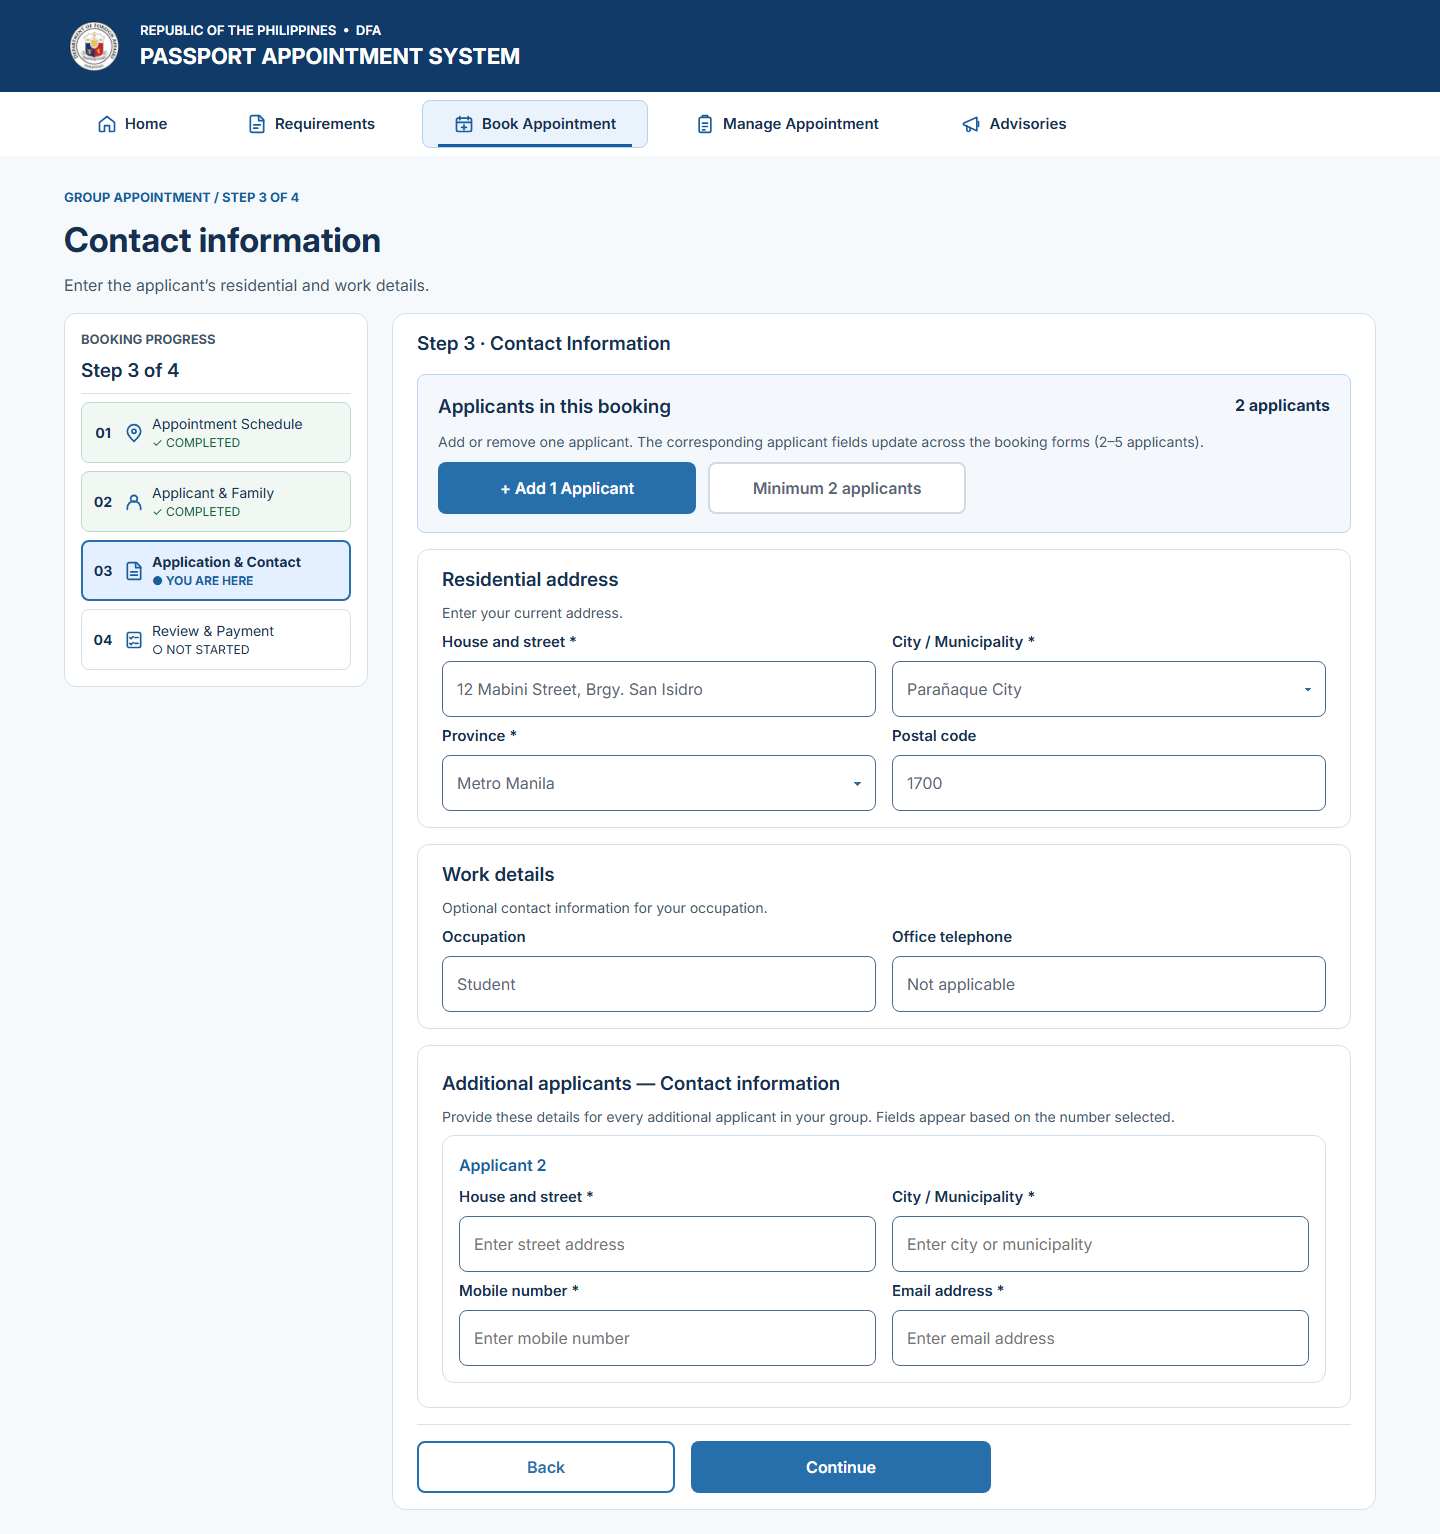 REPUBLIC OF THE PHILIPPINES • DFA
PASSPORT APPOINTMENT SYSTEM
Home
Requirements
Book Appointment
Manage Appointment
Advisories
GROUP APPOINTMENT / STEP 3 OF 4
Contact information
Enter the applicant’s residential and work details.
BOOKING PROGRESS
Step 3 of 4
01
Appointment Schedule
✓ COMPLETED
02
Applicant & Family
✓ COMPLETED
03
Application & Contact
● YOU ARE HERE
04
Review & Payment
○ NOT STARTED
Step 3 · Contact Information
Applicants in this booking
2 applicants
Add or remove one applicant. The corresponding applicant fields update across the booking forms (2–5 applicants).
+ Add 1 Applicant
Minimum 2 applicants
Residential address
Enter your current address.
House and street *
City / Municipality *
12 Mabini Street, Brgy. San Isidro
Parañaque City
Province *
Postal code
Metro Manila
1700
Work details
Optional contact information for your occupation.
Occupation
Office telephone
Student
Not applicable
Additional applicants — Contact information
Provide these details for every additional applicant in your group. Fields appear based on the number selected.
Applicant 2
House and street *
City / Municipality *
Enter street address
Enter city or municipality
Mobile number *
Email address *
Enter mobile number
Enter email address
Back
Continue